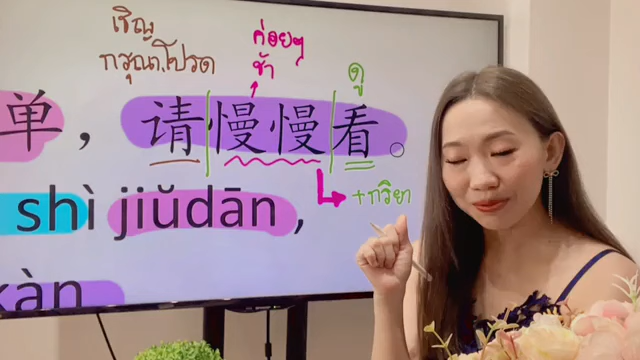 เชิญ
กรุณา, โปรด
ค่อยๆ
ช้า
ดู
单，请慢慢看。
+กริยา
shì jiǔdān,
kàn